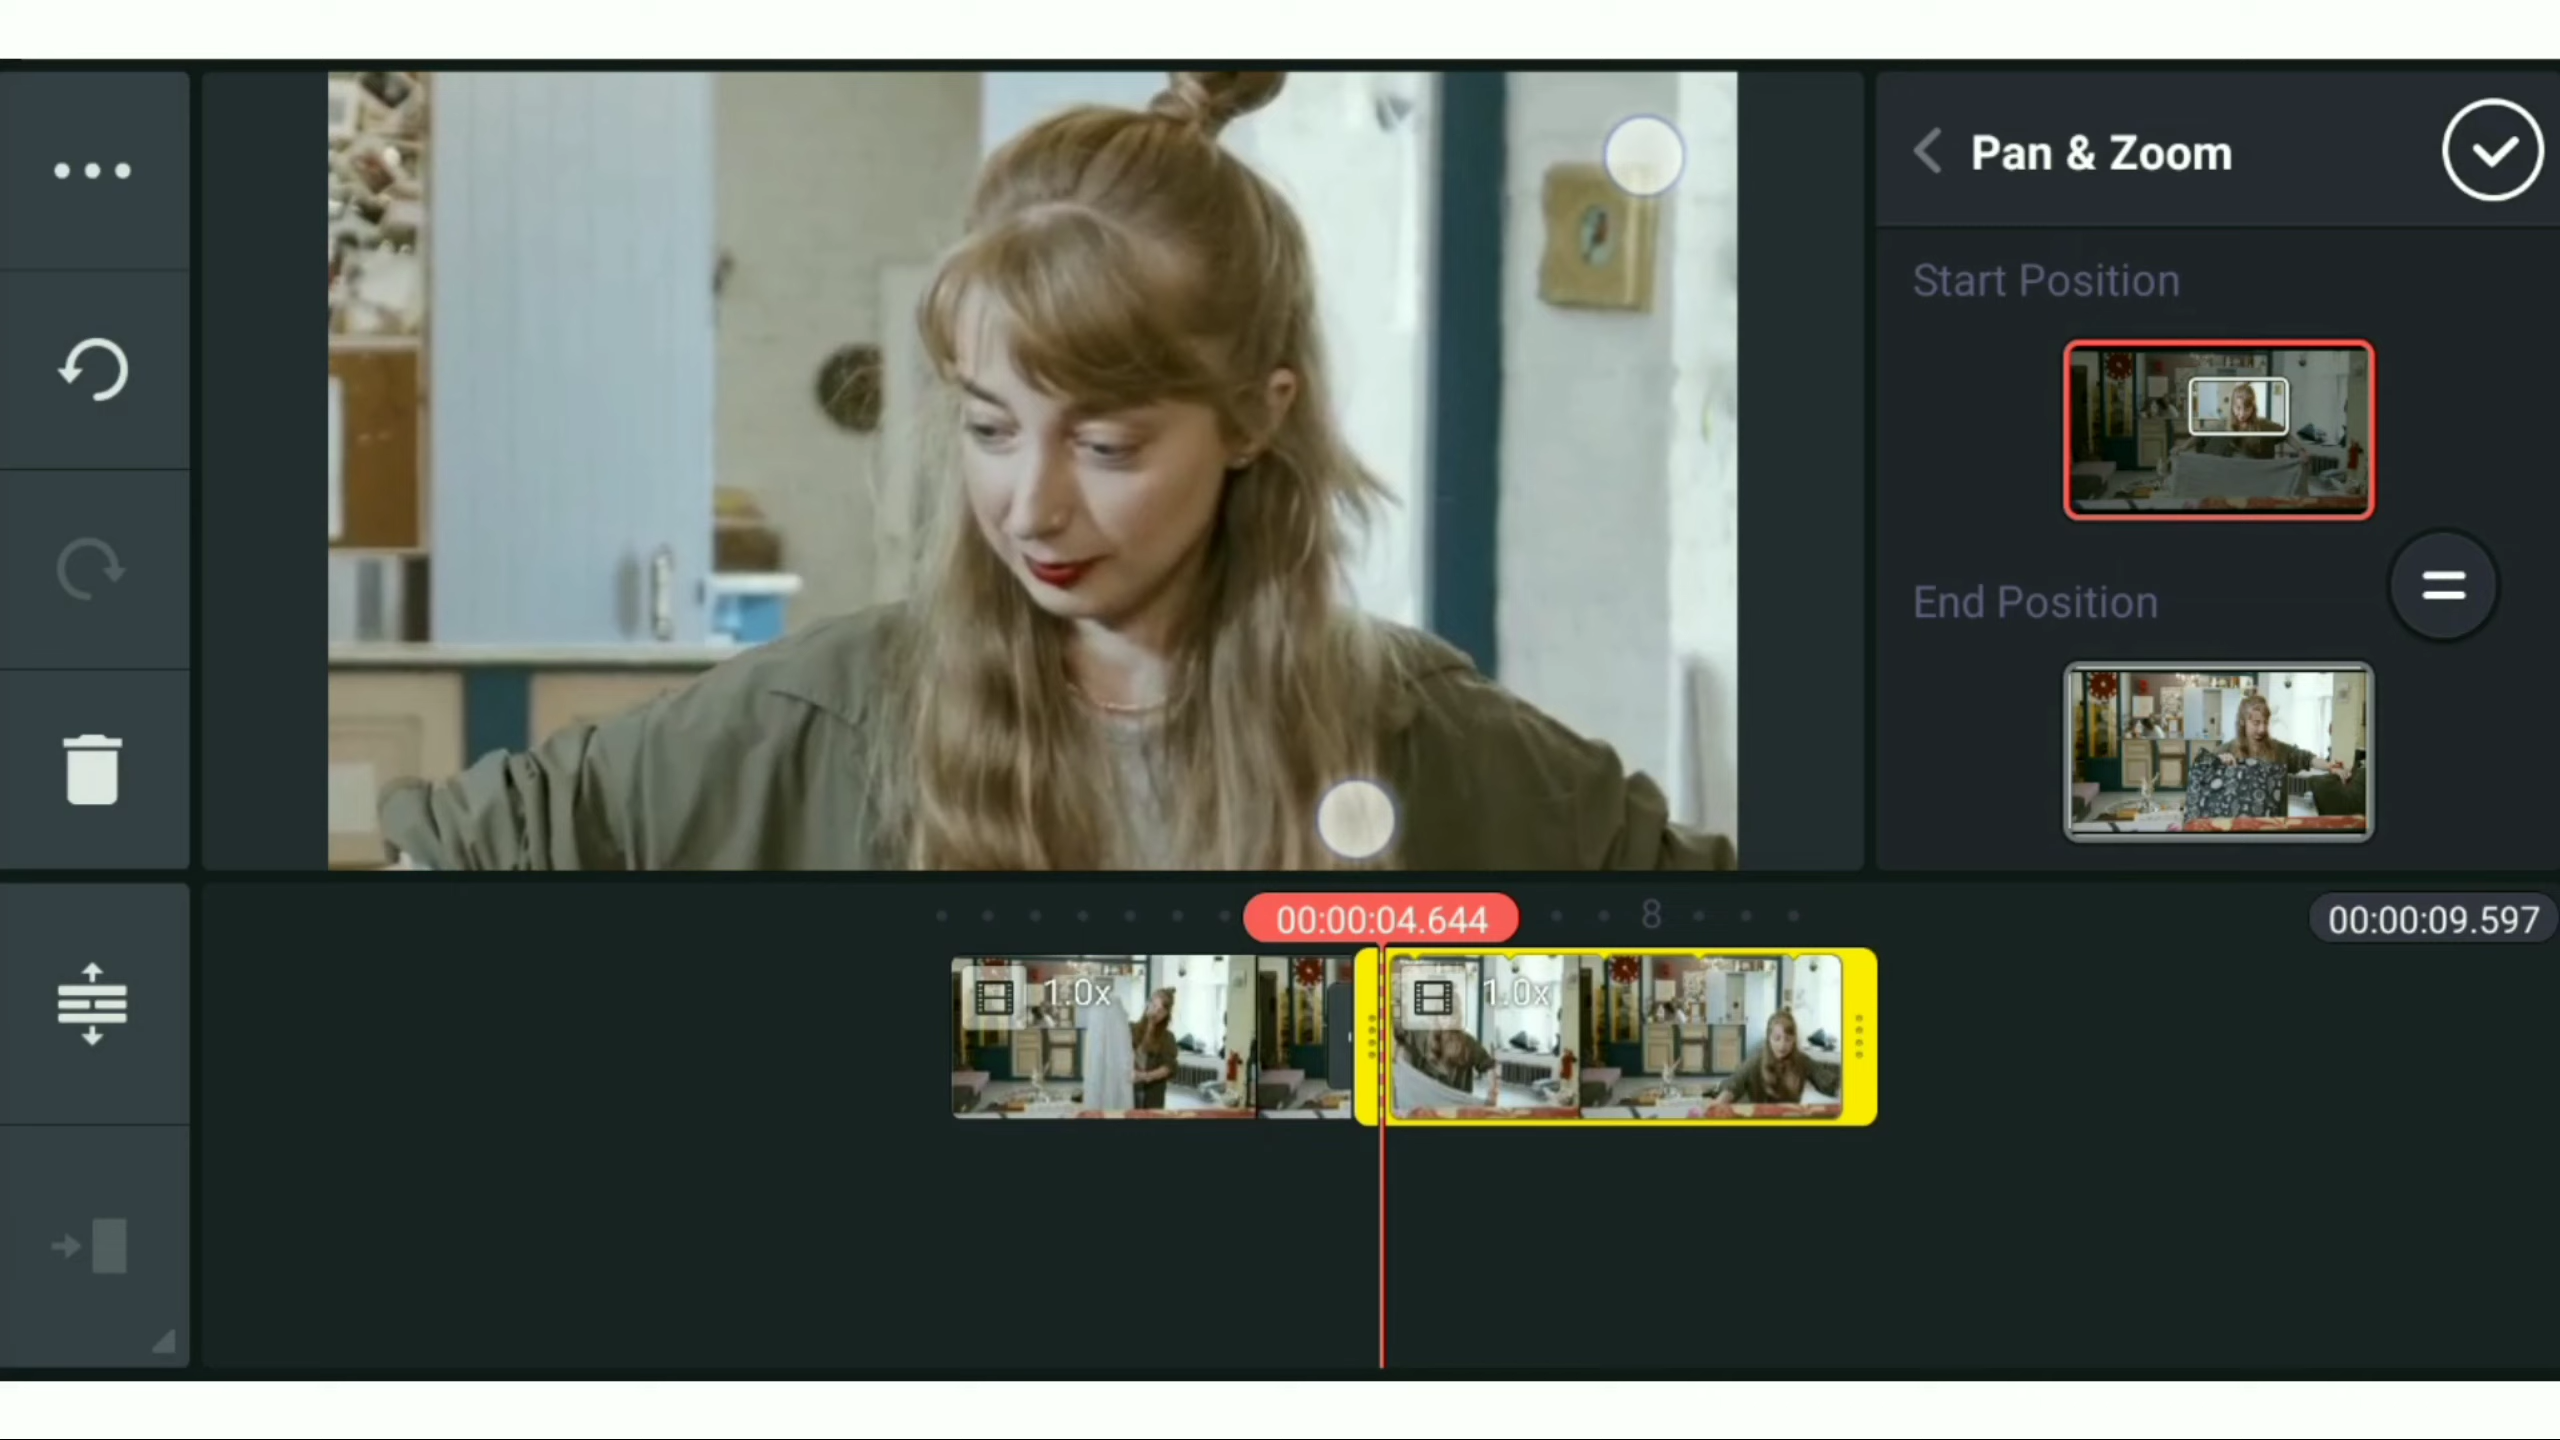 Pan & Zoom
Start Position
End Position
00:00:04.644
8
00:00:09.597
1.0x
1.0x